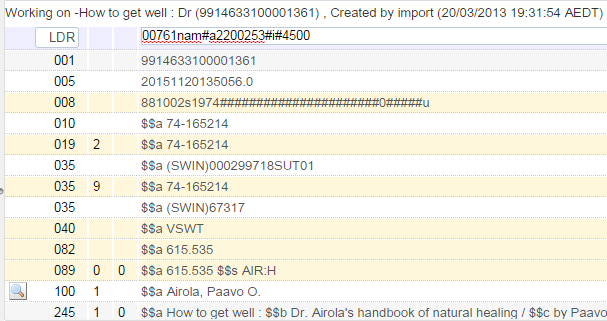 Working on -How to get well : Dr (9914633100001361) , Created by import (20/03/2013 19:31:54 AEDT)
LDR 00761nam#a2200253#i#4500
001 9914633100001361
005 20151120135056.0
008 881002s1974######################0#####u
010 $$a 74-165214
019 2 $$a 74-165214
035 $$a (SWIN)000299718SUT01
035 9 $$a 74-165214
035 $$a (SWIN)67317
040 $$a VSWT
082 $$a 615.535
089 0 0 $$a 615.535 $$s AIR:H
100 1 $$a Airola, Paavo O.
245 1 0 $$a How to get well : $$b Dr. Airola's handbook of natural healing / $$c by Paavo